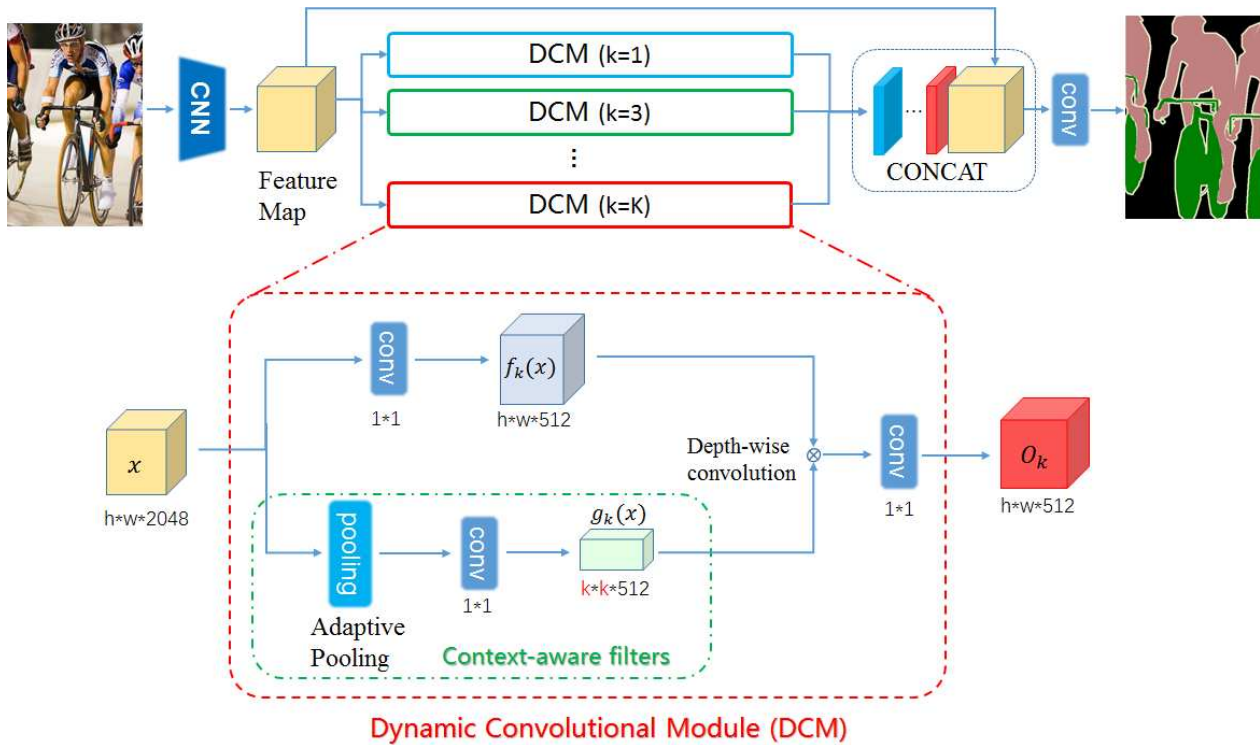 CNN
Feature
Map
DCM (k=1)
DCM (k=3)
⋮
DCM (k=K)
...
CONCAT
conv
conv
1*1
f_k(x)
h*w*512
x
h*w*2048
Depth-wise
convolution
⊗
conv
1*1
O_k
h*w*512
pooling
Adaptive
Pooling
conv
1*1
g_k(x)
k*k*512
Context-aware filters
Dynamic Convolutional Module (DCM)